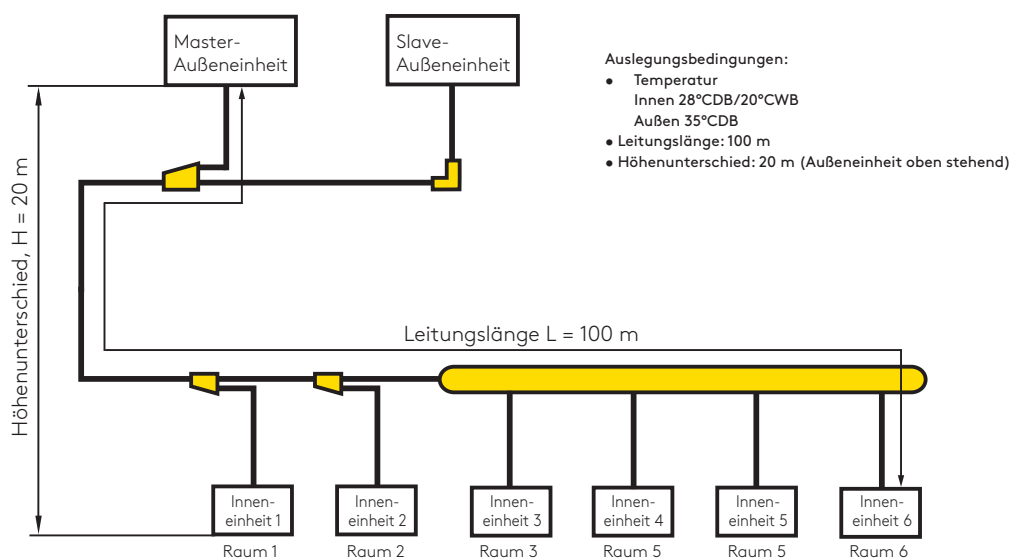 Master-
Außeneinheit
Slave-
Außeneinheit
Auslegungsbedingungen:
• Temperatur
Innen 28°CDB/20°CWB
Außen 35°CDB
• Leitungslänge: 100 m
• Höhenunterschied: 20 m (Außeneinheit oben stehend)
Höhenunterschied, H = 20 m
Leitungslänge L = 100 m
Innen-
einheit 1
Innen-
einheit 2
Innen-
einheit 3
Innen-
einheit 4
Innen-
einheit 5
Innen-
einheit 6
Raum 1
Raum 2
Raum 3
Raum 5
Raum 5
Raum 6